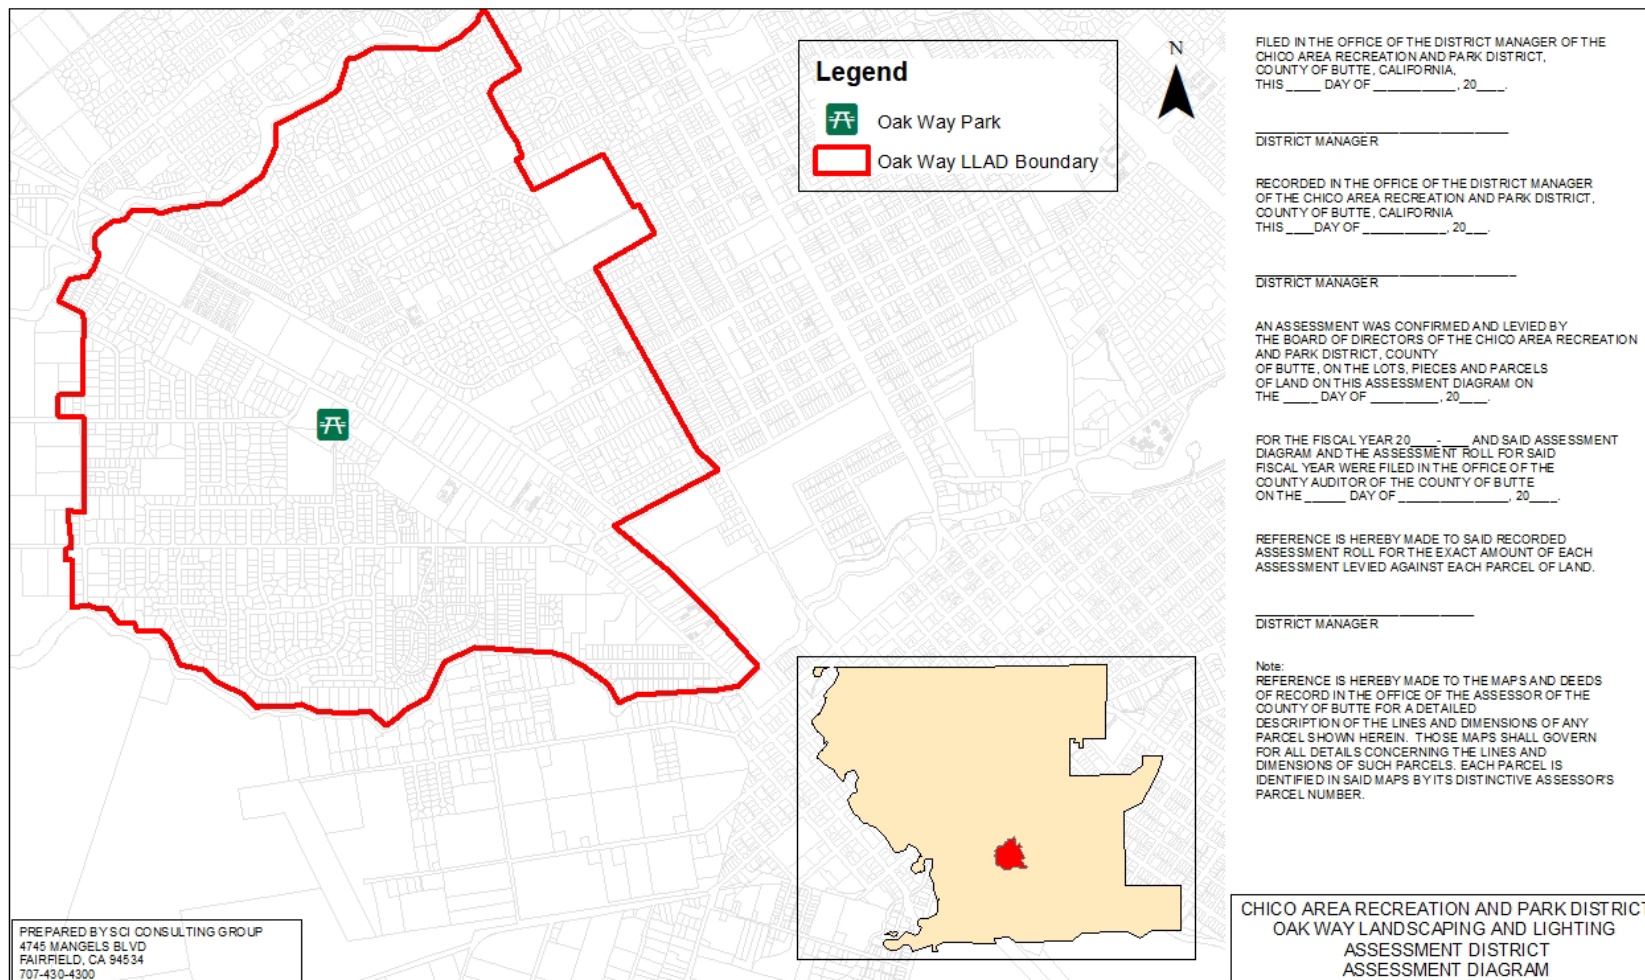 Legend
Oak Way Park
Oak Way LLAD Boundary
N
FILED IN THE OFFICE OF THE DISTRICT MANAGER OF THE
CHICO AREA RECREATION AND PARK DISTRICT,
COUNTY OF BUTTE, CALIFORNIA,
THIS _____ DAY OF ____________, 20____.
DISTRICT MANAGER
RECORDED IN THE OFFICE OF THE DISTRICT MANAGER
OF THE CHICO AREA RECREATION AND PARK DISTRICT,
COUNTY OF BUTTE, CALIFORNIA
THIS ____DAY OF ____________, 20___.
DISTRICT MANAGER
AN ASSESSMENT WAS CONFIRMED AND LEVIED BY
THE BOARD OF DIRECTORS OF THE CHICO AREA RECREATION
AND PARK DISTRICT, COUNTY
OF BUTTE, ON THE LOTS, PIECES AND PARCELS
OF LAND ON THIS ASSESSMENT DIAGRAM ON
THE _____ DAY OF __________, 20____.
FOR THE FISCAL YEAR 20____-____ AND SAID ASSESSMENT
DIAGRAM AND THE ASSESSMENT ROLL FOR SAID
FISCAL YEAR WERE FILED IN THE OFFICE OF THE
COUNTY AUDITOR OF THE COUNTY OF BUTTE
ON THE ______ DAY OF ________________, 20____.
REFERENCE IS HEREBY MADE TO SAID RECORDED
ASSESSMENT ROLL FOR THE EXACT AMOUNT OF EACH
ASSESSMENT LEVIED AGAINST EACH PARCEL OF LAND.
DISTRICT MANAGER
Note:
REFERENCE IS HEREBY MADE TO THE MAPS AND DEEDS
OF RECORD IN THE OFFICE OF THE ASSESSOR OF THE
COUNTY OF BUTTE FOR A DETAILED
DESCRIPTION OF THE LINES AND DIMENSIONS OF ANY
PARCEL SHOWN HEREIN. THOSE MAPS SHALL GOVERN
FOR ALL DETAILS CONCERNING THE LINES AND
DIMENSIONS OF SUCH PARCELS. EACH PARCEL IS
IDENTIFIED IN SAID MAPS BY ITS DISTINCTIVE ASSESSOR'S
PARCEL NUMBER.
PREPARED BY SCI CONSULTING GROUP
4745 MANGELS BLVD
FAIRFIELD, CA 94534
707-430-4300
CHICO AREA RECREATION AND PARK DISTRICT
OAK WAY LANDSCAPING AND LIGHTING
ASSESSMENT DISTRICT
ASSESSMENT DIAGRAM